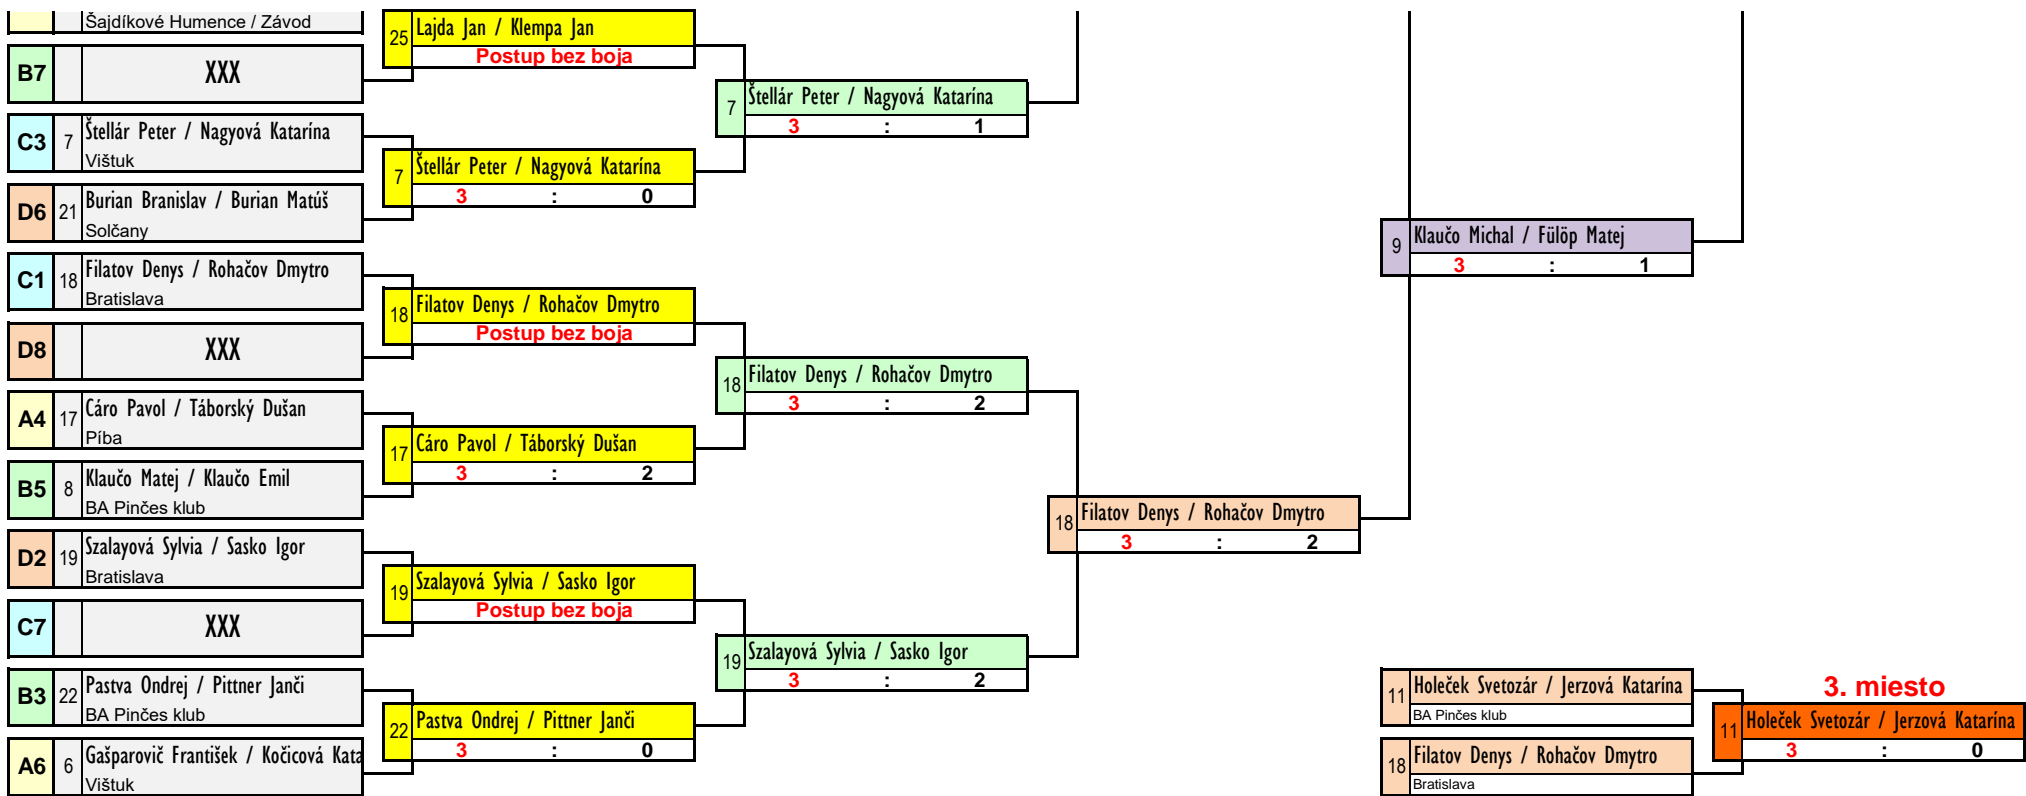 Šajdíkové Humence / Závod
25 Lajda Jan / Klempa Jan
Postup bez boja
B7 XXX
7 Štellár Peter / Nagyová Katarína
3 : 1
C3 7 Štellár Peter / Nagyová Katarína
Vištuk
7 Štellár Peter / Nagyová Katarína
3 : 0
D6 21 Burian Branislav / Burian Matúš
Solčany
9 Klaučo Michal / Fülöp Matej
3 : 1
C1 18 Filatov Denys / Rohačov Dmytro
Bratislava
18 Filatov Denys / Rohačov Dmytro
Postup bez boja
D8 XXX
18 Filatov Denys / Rohačov Dmytro
3 : 2
A4 17 Cáro Pavol / Táborský Dušan
Píba
17 Cáro Pavol / Táborský Dušan
3 : 2
B5 8 Klaučo Matej / Klaučo Emil
BA Pinčes klub
18 Filatov Denys / Rohačov Dmytro
3 : 2
D2 19 Szalayová Sylvia / Sasko Igor
Bratislava
19 Szalayová Sylvia / Sasko Igor
Postup bez boja
C7 XXX
19 Szalayová Sylvia / Sasko Igor
3 : 2
B3 22 Pastva Ondrej / Pittner Janči
BA Pinčes klub
11 Holeček Svetozár / Jerzová Katarína
BA Pinčes klub
3. miesto
22 Pastva Ondrej / Pittner Janči
3 : 0
11 Holeček Svetozár / Jerzová Katarína
3 : 0
A6 6 Gašparovič František / Kočicová Kata
Vištuk
18 Filatov Denys / Rohačov Dmytro
Bratislava